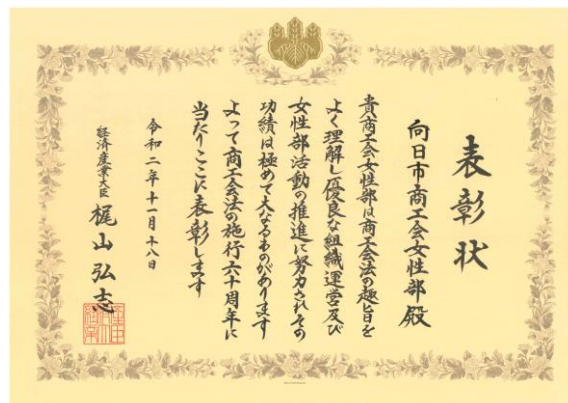 表彰状
向日市商工会女性部殿
貴商工会女性部は商工会法の趣旨を
よく理解し優良な組織運営及び
女性部活動の推進に努力されその
功績は極めて大なるものがあります
よって商工会法の施行六十周年に
当たりここに表彰します
令和二年十一月十八日
経済産業大臣 梶山弘志